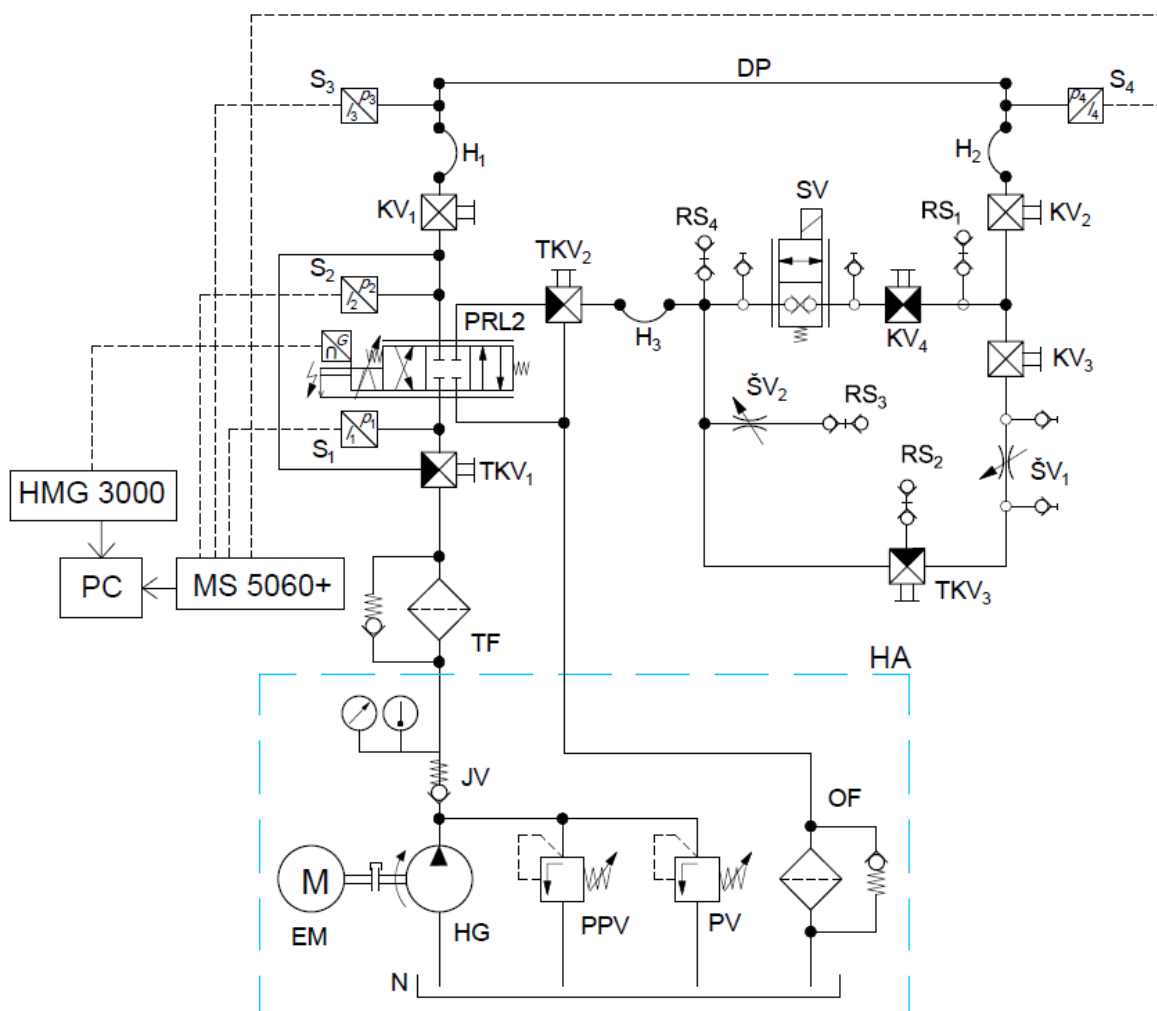 DP
S₃
p₃
I₃
S₄
p₄
I₄
H₁
H₂
SV
KV₁
RS₄
RS₁
KV₂
TKV₂
S₂
p₂
I₂
PRL2
H₃
KV₄
KV₃
G
n
ŠV₂
RS₃
S₁
p₁
I₁
TKV₁
RS₂
ŠV₁
HMG 3000
PC
MS 5060+
TKV₃
TF
HA
JV
OF
M
EM
HG
PPV
PV
N